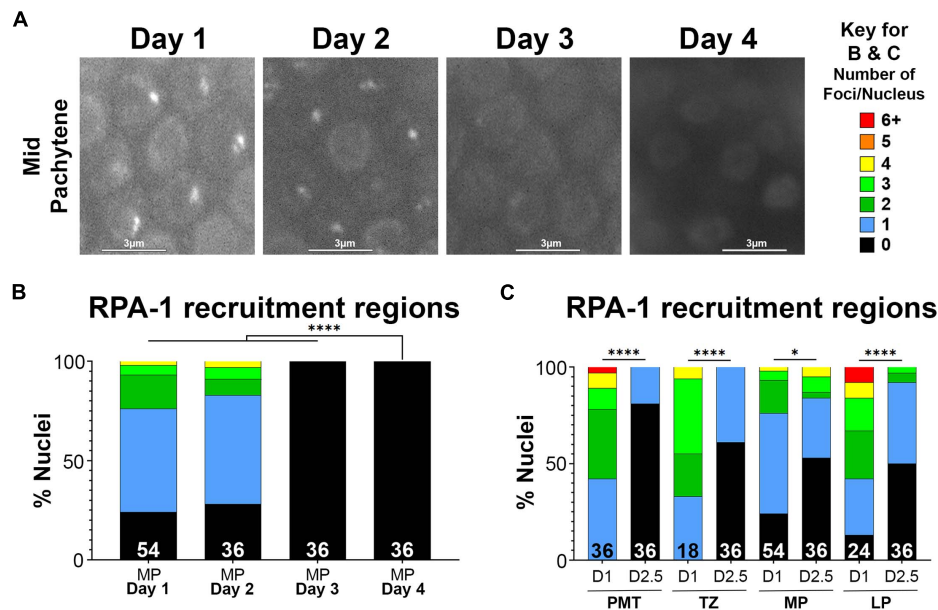 A
Day 1
Day 2
Day 3
Day 4
Mid
Pachytene
3µm
3µm
3µm
3µm
Key for
B & C
Number of
Foci/Nucleus
6+
5
4
3
2
1
0
B
RPA-1 recruitment regions
****
% Nuclei
100
50
0
54
36
36
36
MP
MP
MP
MP
Day 1
Day 2
Day 3
Day 4
C
RPA-1 recruitment regions
****
****
*
****
% Nuclei
100
50
0
36
36
18
36
54
36
24
36
D1
D2.5
D1
D2.5
D1
D2.5
D1
D2.5
PMT
TZ
MP
LP